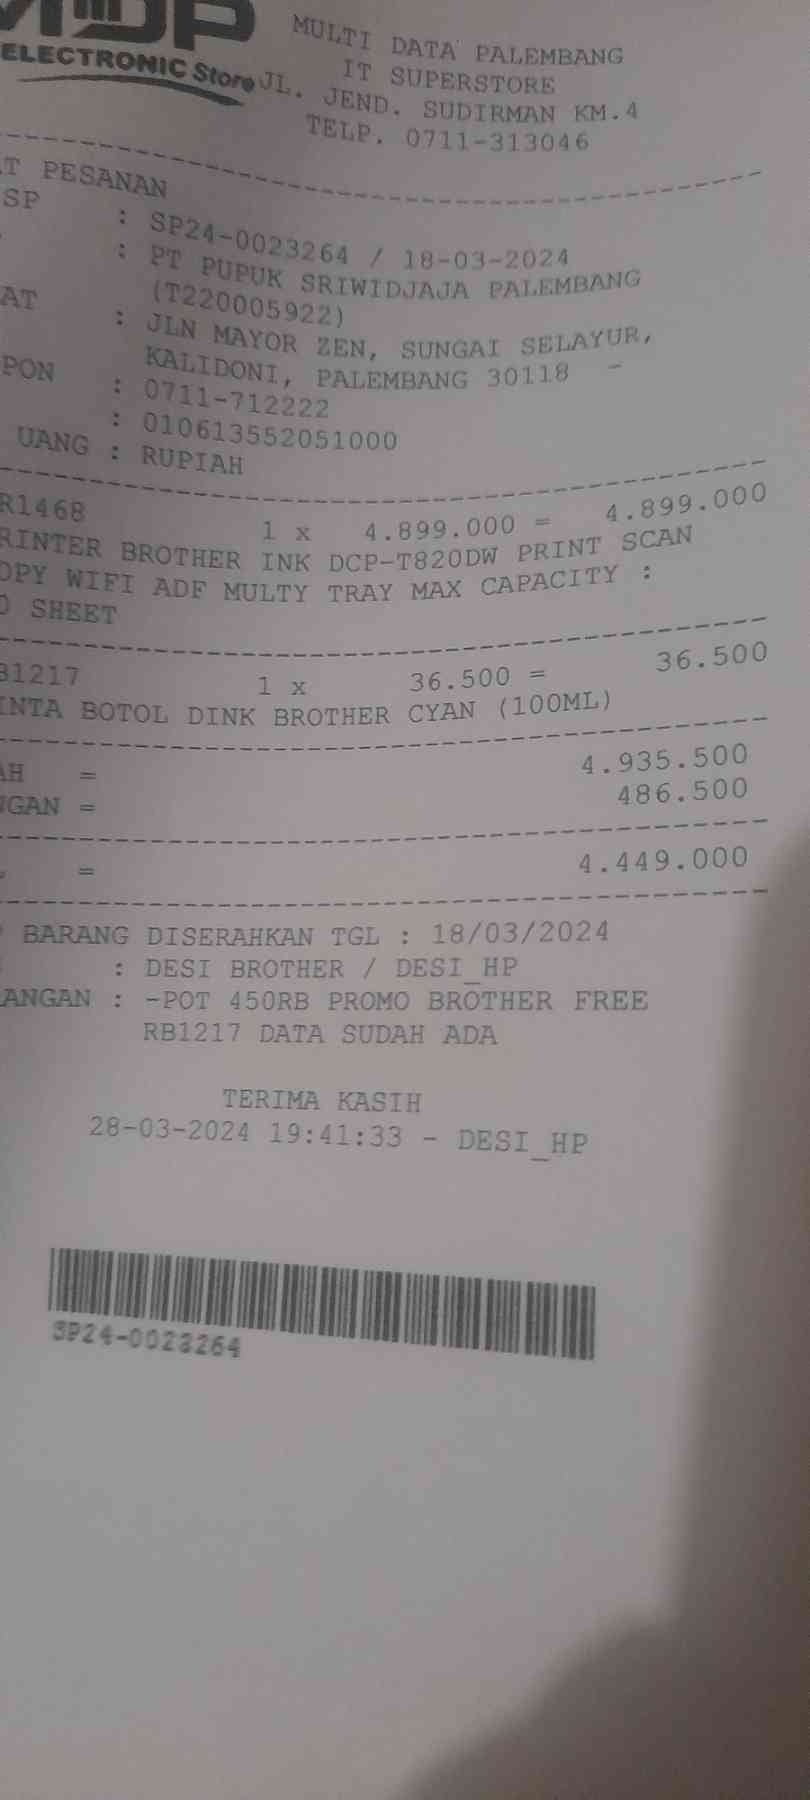 MDP
ELECTRONIC Store
MULTI DATA PALEMBANG
IT SUPERSTORE
JL. JEND. SUDIRMAN KM.4
TELP. 0711-313046
AT PESANAN
SP : SP24-0023264 / 18-03-2024
: PT PUPUK SRIWIDJAJA PALEMBANG
(T220005922)
AT : JLN MAYOR ZEN, SUNGAI SELAYUR,
KALIDONI, PALEMBANG 30118 -
PON : 0711-712222
: 010613552051000
UANG : RUPIAH
R1468 1 x 4.899.000 = 4.899.000
RINTER BROTHER INK DCP-T820DW PRINT SCAN
OPY WIFI ADF MULTY TRAY MAX CAPACITY :
0 SHEET
B1217 1 x 36.500 = 36.500
INTA BOTOL DINK BROTHER CYAN (100ML)
AH = 4.935.500
NGAN = 486.500
= 4.449.000
BARANG DISERAHKAN TGL : 18/03/2024
: DESI BROTHER / DESI_HP
ANGAN : -POT 450RB PROMO BROTHER FREE
RB1217 DATA SUDAH ADA
TERIMA KASIH
28-03-2024 19:41:33 - DESI_HP
SP24-0023264